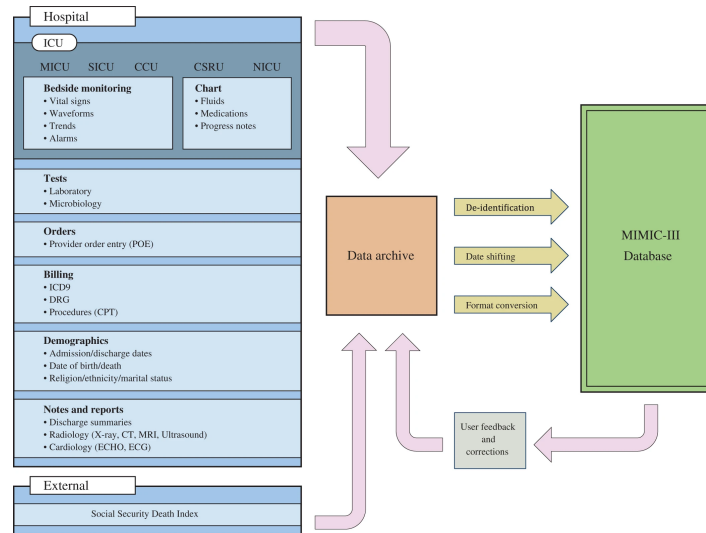 Hospital
ICU
MICU SICU CCU CSRU NICU
Bedside monitoring
• Vital signs
• Waveforms
• Trends
• Alarms
Chart
• Fluids
• Medications
• Progress notes
Tests
• Laboratory
• Microbiology
Orders
• Provider order entry (POE)
Billing
• ICD9
• DRG
• Procedures (CPT)
Demographics
• Admission/discharge dates
• Date of birth/death
• Religion/ethnicity/marital status
Notes and reports
• Discharge summaries
• Radiology (X-ray, CT, MRI, Ultrasound)
• Cardiology (ECHO, ECG)
External
Social Security Death Index
Data archive
De-identification
Date shifting
Format conversion
MIMIC-III
Database
User feedback
and
corrections